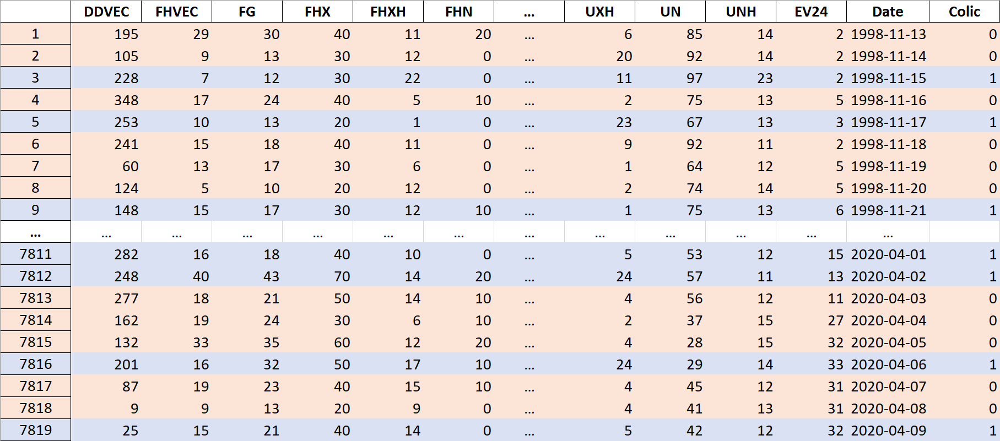 DDVEC FHVEC FG FHX FHXH FHN ... UXH UN UNH EV24 Date Colic
1 195 29 30 40 11 20 ... 6 85 14 2 1998-11-13 0
2 105 9 13 30 12 0 ... 20 92 14 2 1998-11-14 0
3 228 7 12 30 22 0 ... 11 97 23 2 1998-11-15 1
4 348 17 24 40 5 10 ... 2 75 13 5 1998-11-16 0
5 253 10 13 20 1 0 ... 23 67 13 3 1998-11-17 1
6 241 15 18 40 11 0 ... 9 92 11 2 1998-11-18 0
7 60 13 17 30 6 0 ... 1 64 12 5 1998-11-19 0
8 124 5 10 20 12 0 ... 2 74 14 5 1998-11-20 0
9 148 15 17 30 12 10 ... 1 75 13 6 1998-11-21 1
... ... ... ... ... ... ... ... ... ... ... ... ...
7811 282 16 18 40 10 0 ... 5 53 12 15 2020-04-01 1
7812 248 40 43 70 14 20 ... 24 57 11 13 2020-04-02 1
7813 277 18 21 50 14 10 ... 4 56 12 11 2020-04-03 0
7814 162 19 24 30 6 10 ... 2 37 15 27 2020-04-04 0
7815 132 33 35 60 12 20 ... 4 28 15 32 2020-04-05 0
7816 201 16 32 50 17 10 ... 24 29 14 33 2020-04-06 1
7817 87 19 23 40 15 10 ... 4 45 12 31 2020-04-07 0
7818 9 9 13 20 9 0 ... 4 41 13 31 2020-04-08 0
7819 25 15 21 40 14 0 ... 5 42 12 32 2020-04-09 1